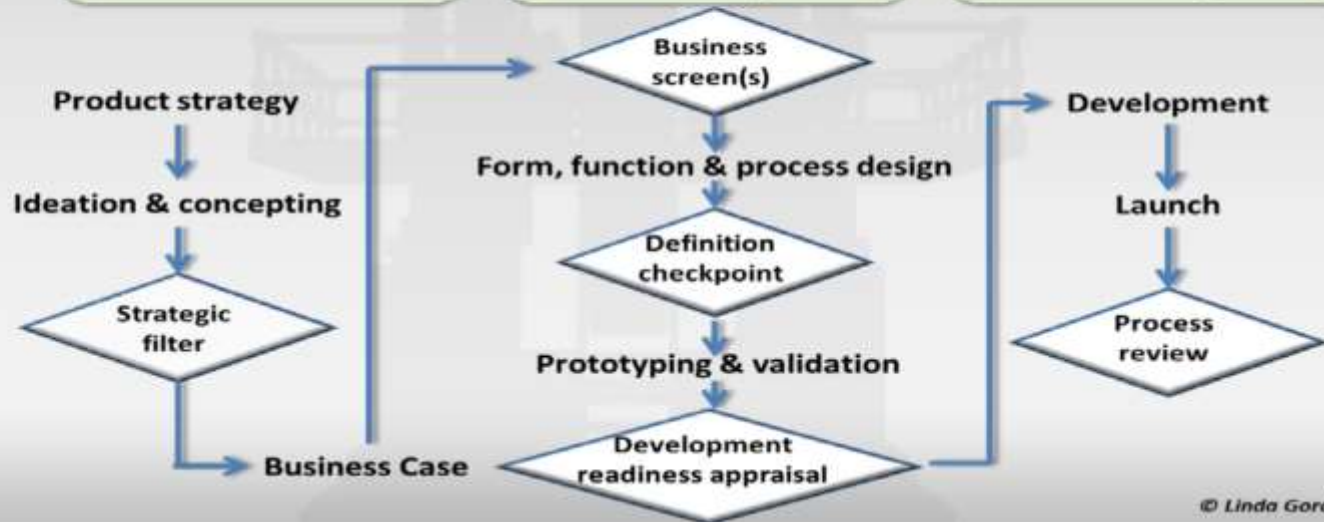 Product strategy
Ideation & concepting
Strategic
filter
Business Case
Business
screen(s)
Form, function & process design
Definition
checkpoint
Prototyping & validation
Development
readiness appraisal
Development
Launch
Process
review
© Linda